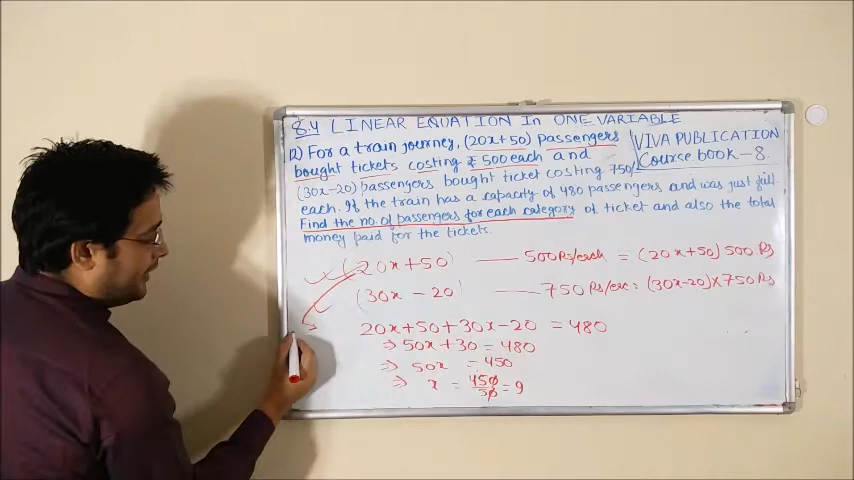 8.4 LINEAR EQUATION In ONE VARIABLE
VIVA PUBLICATION
Course book - 8.
Q) For a train journey, (20x+50) passengers
bought tickets costing ₹ 500 each and
(30x-20) passengers bought ticket costing 750/
each. If the train has a capacity of 480 passengers and was just full.
Find the no. of passengers for each category of ticket and also the total
money paid for the tickets.
(20x+50) — 500 Rs/each = (20x+50) 500 Rs
(30x - 20) — 750 Rs/ = (30x-20)×750 Rs
20x+50+30x-20 = 480
⇒ 50x + 30 = 480
⇒ 50x = 450
⇒ x = 450/50 = 9